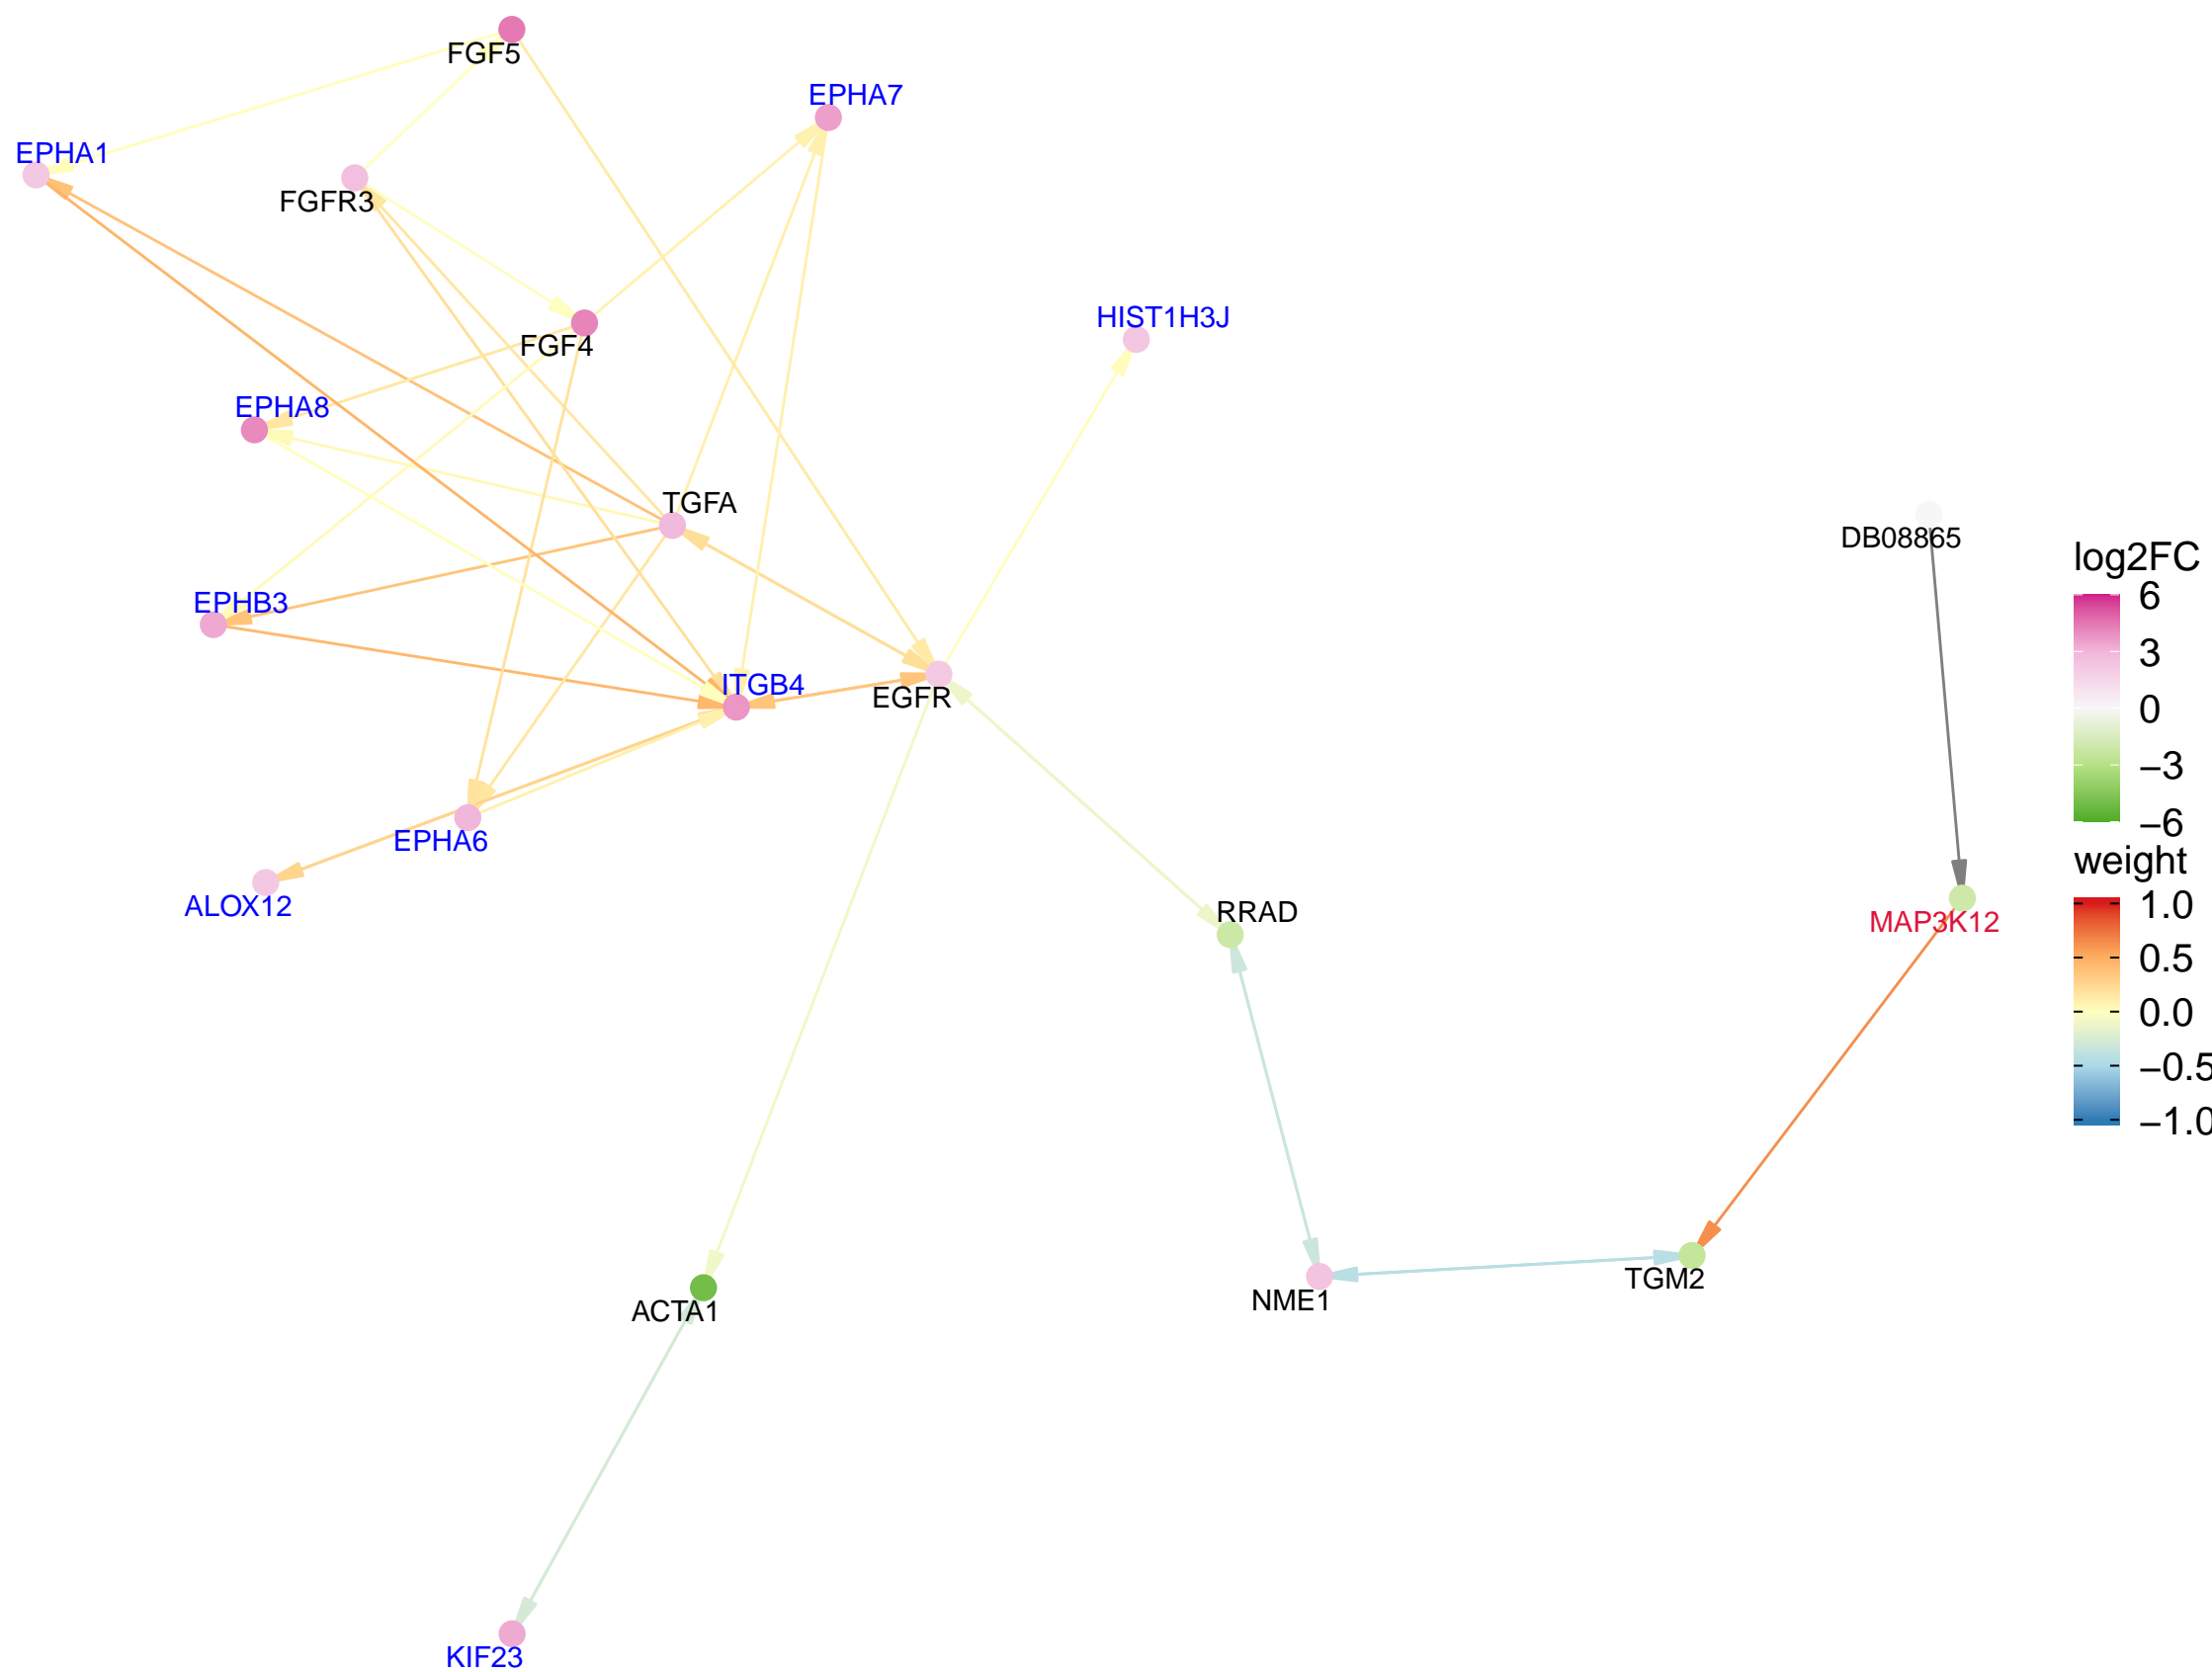 FGF5
EPHA7
EPHA1
FGFR3
HIST1H3J
FGF4
EPHA8
TGFA
DB08865
EPHB3
ITGB4
EGFR
EPHA6
ALOX12
RRAD
MAP3K12
ACTA1
NME1
TGM2
KIF23
log2FC
6
3
0
−3
−6
weight
1.0
0.5
0.0
−0.5
−1.0